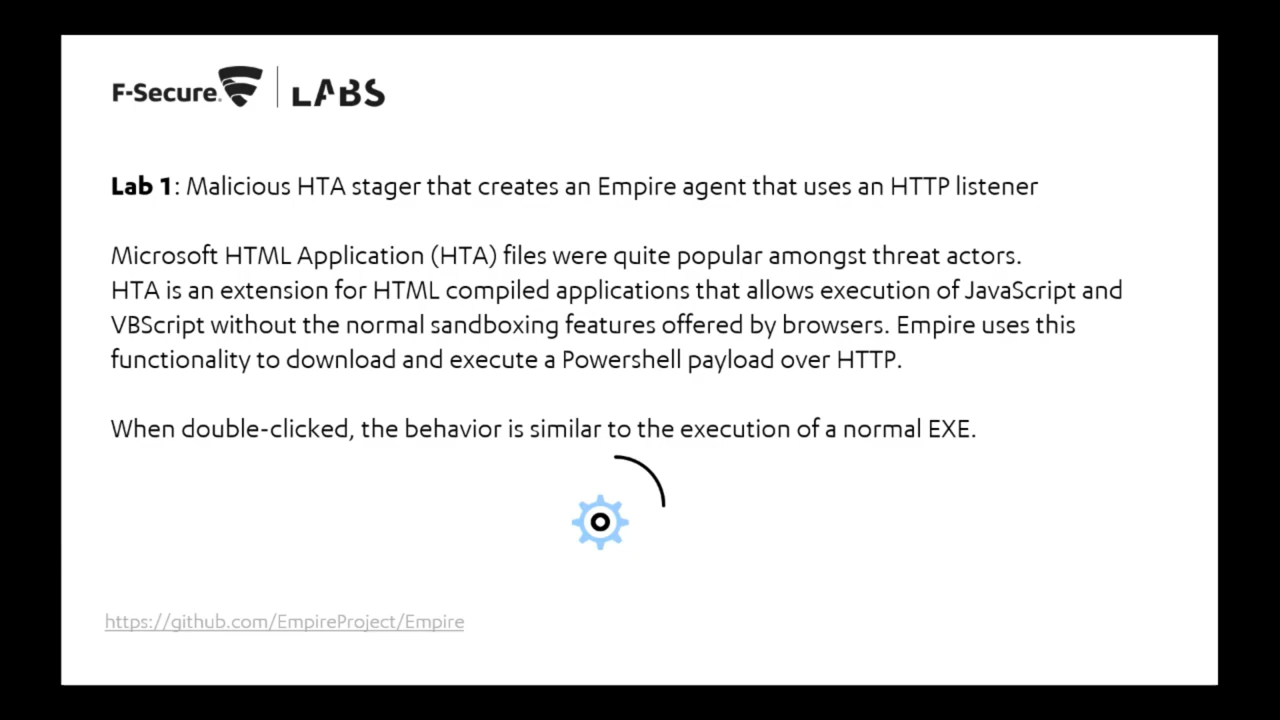 F-Secure. LABS
Lab 1: Malicious HTA stager that creates an Empire agent that uses an HTTP listener
Microsoft HTML Application (HTA) files were quite popular amongst threat actors.
HTA is an extension for HTML compiled applications that allows execution of JavaScript and
VBScript without the normal sandboxing features offered by browsers. Empire uses this
functionality to download and execute a Powershell payload over HTTP.
When double-clicked, the behavior is similar to the execution of a normal EXE.
https://github.com/EmpireProject/Empire